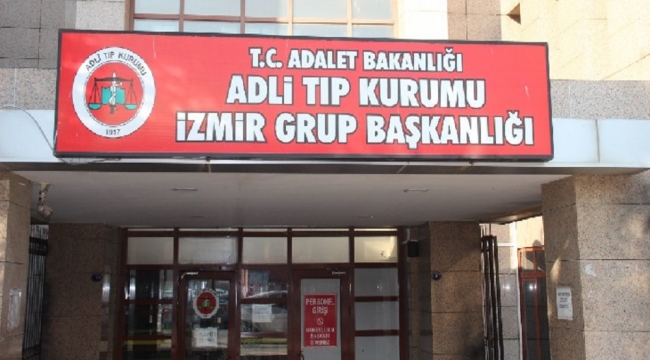 T.C. ADALET BAKANLIĞI
ADLİ TIP KURUMU
İZMİR GRUP BAŞKANLIĞI
ADLİ TIP KURUMU
1917
PERSONEL
GİRİŞ